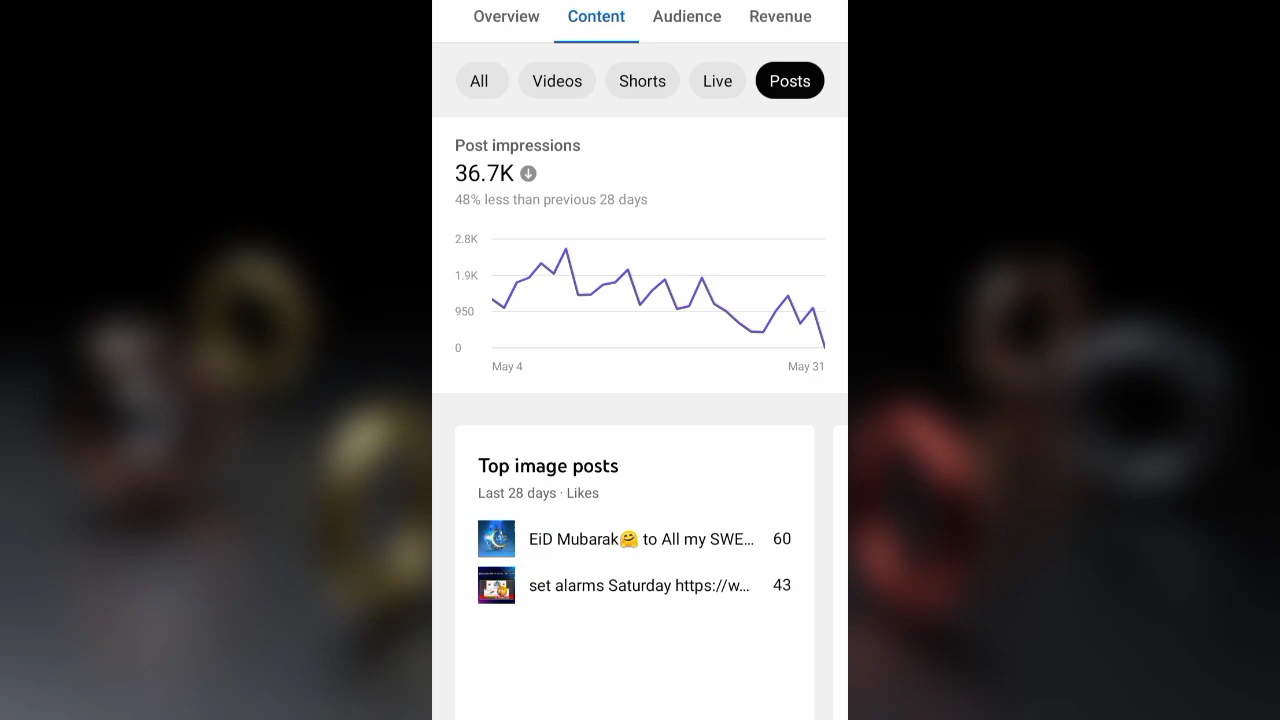 Overview Content Audience Revenue
All Videos Shorts Live Posts
Post impressions
36.7K
48% less than previous 28 days
2.8K
1.9K
950
0
May 4 May 31
Top image posts
Last 28 days · Likes
EiD Mubarak🤗 to All my SWE... 60
set alarms Saturday https://w... 43